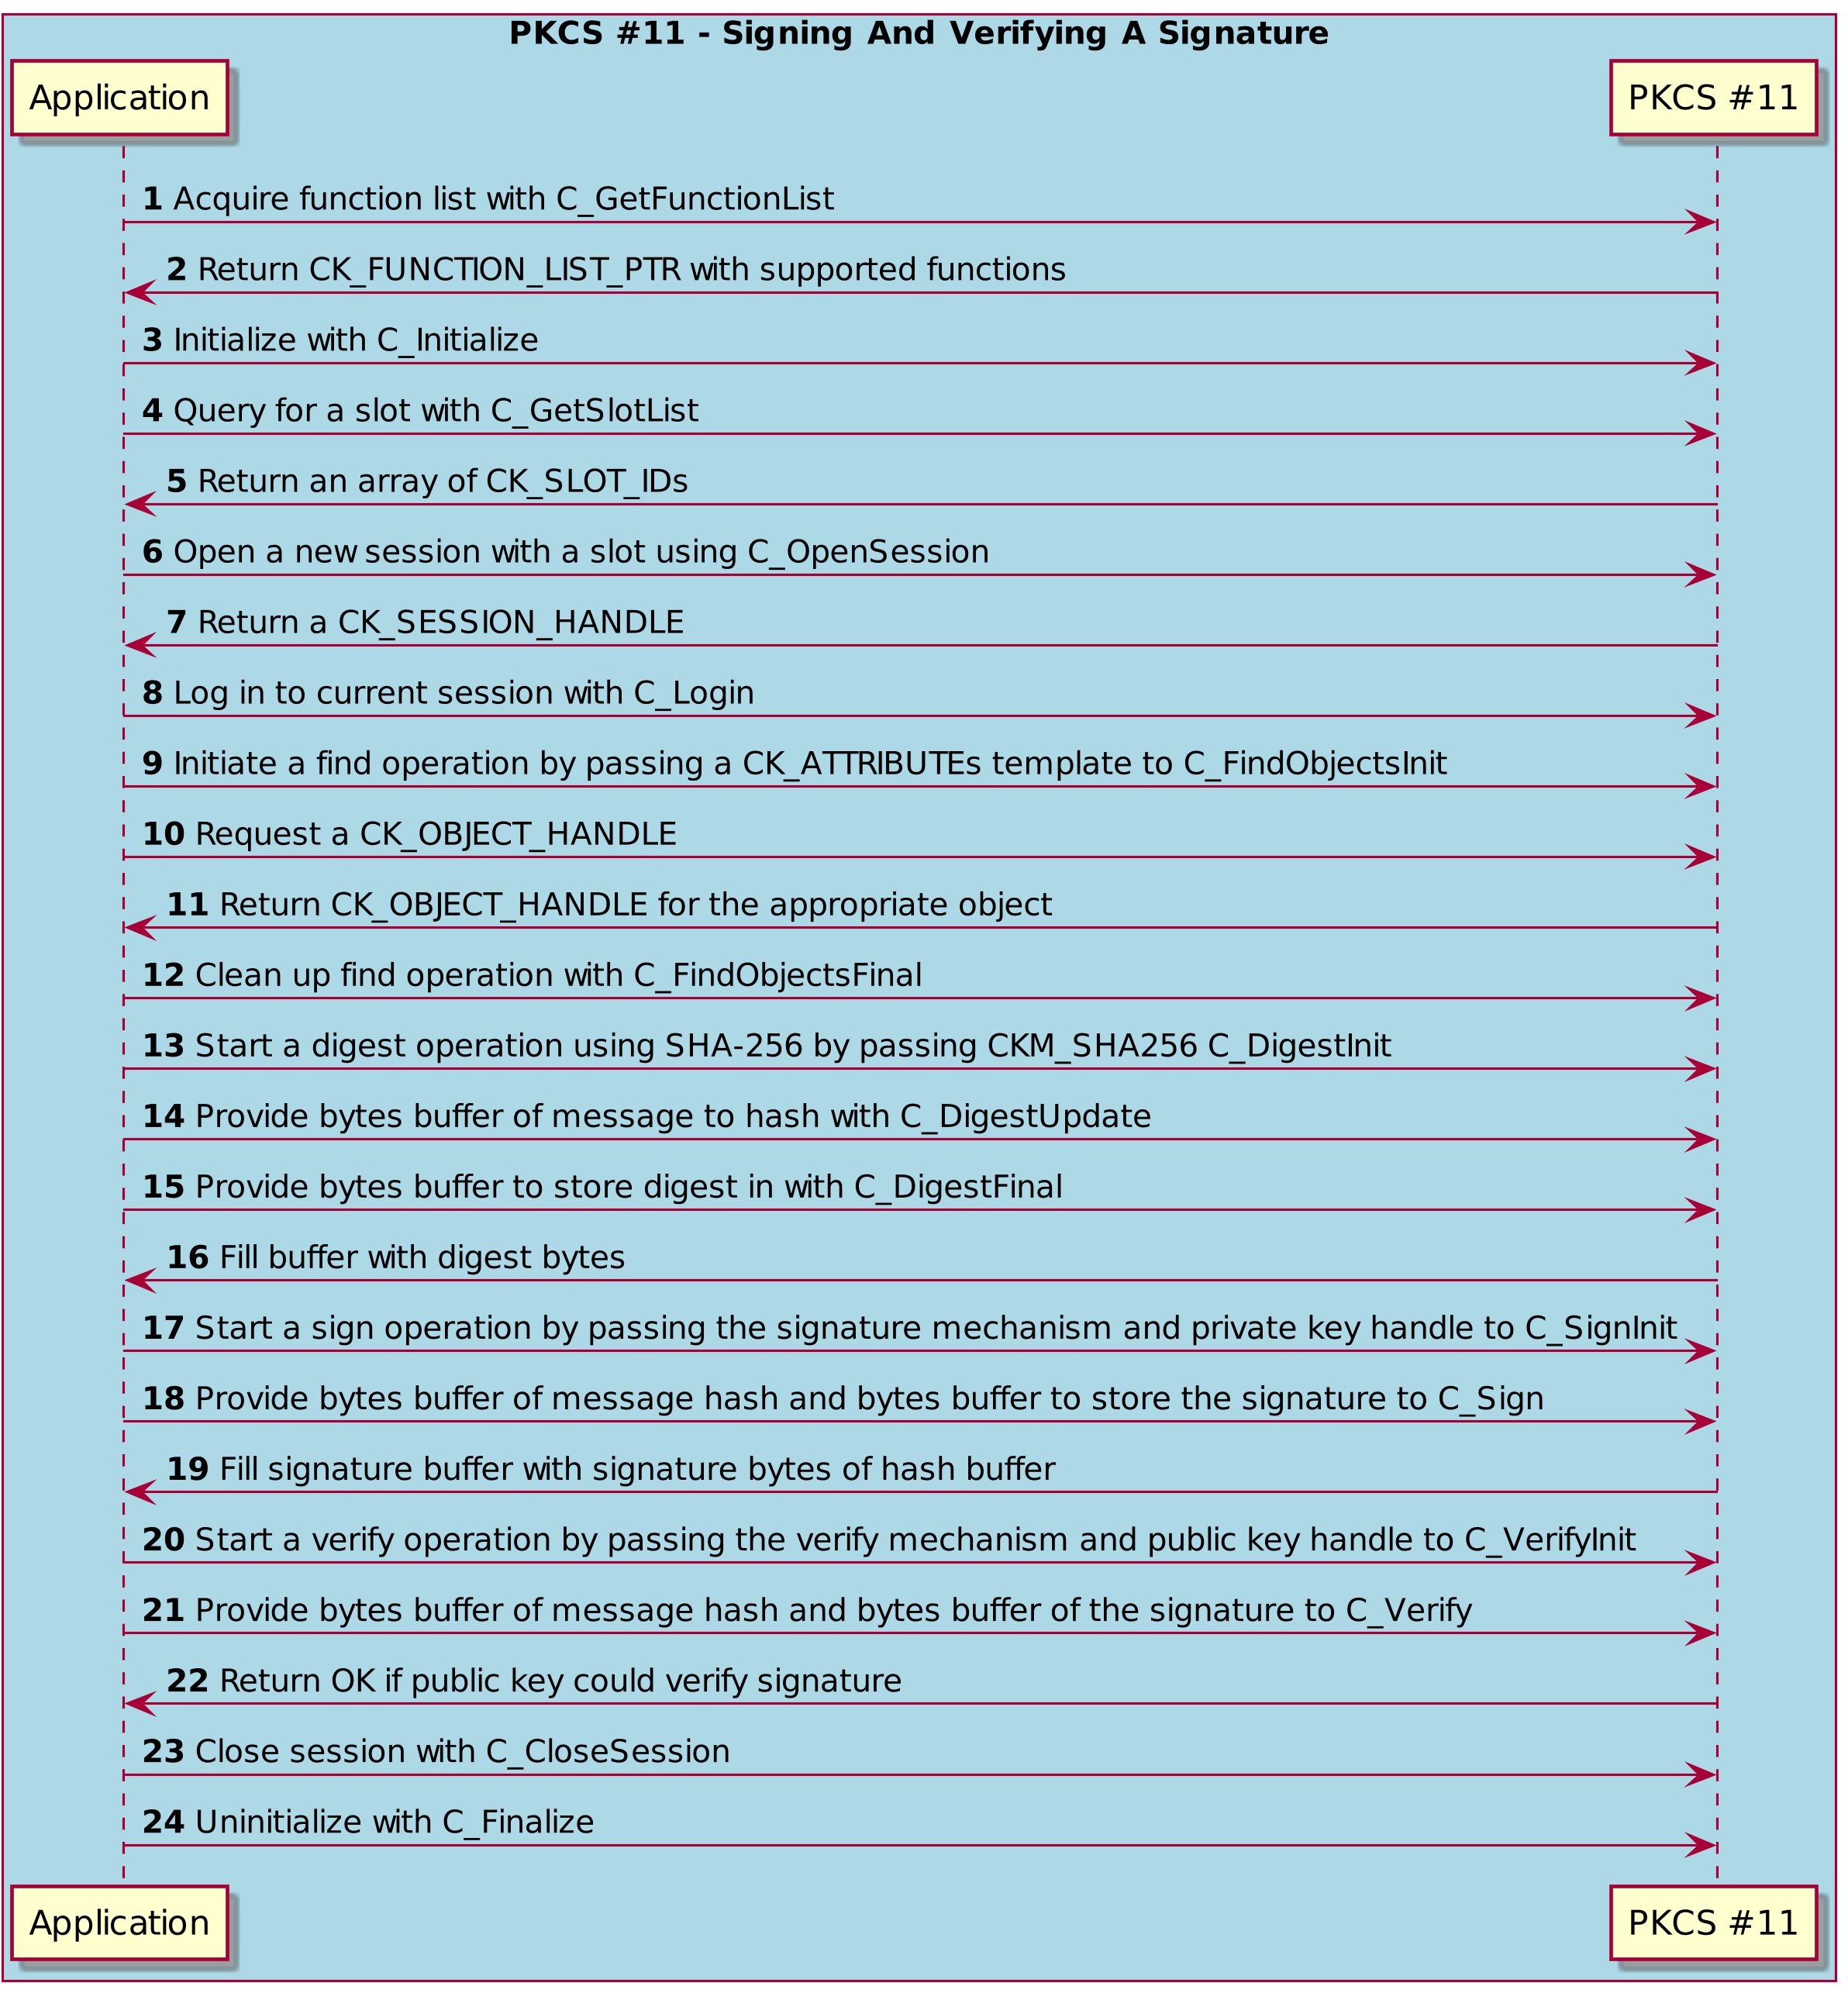 PKCS #11 - Signing And Verifying A Signature
Application
PKCS #11
1 Acquire function list with C_GetFunctionList
2 Return CK_FUNCTION_LIST_PTR with supported functions
3 Initialize with C_Initialize
4 Query for a slot with C_GetSlotList
5 Return an array of CK_SLOT_IDs
6 Open a new session with a slot using C_OpenSession
7 Return a CK_SESSION_HANDLE
8 Log in to current session with C_Login
9 Initiate a find operation by passing a CK_ATTRIBUTEs template to C_FindObjectsInit
10 Request a CK_OBJECT_HANDLE
11 Return CK_OBJECT_HANDLE for the appropriate object
12 Clean up find operation with C_FindObjectsFinal
13 Start a digest operation using SHA-256 by passing CKM_SHA256 C_DigestInit
14 Provide bytes buffer of message to hash with C_DigestUpdate
15 Provide bytes buffer to store digest in with C_DigestFinal
16 Fill buffer with digest bytes
17 Start a sign operation by passing the signature mechanism and private key handle to C_SignInit
18 Provide bytes buffer of message hash and bytes buffer to store the signature to C_Sign
19 Fill signature buffer with signature bytes of hash buffer
20 Start a verify operation by passing the verify mechanism and public key handle to C_VerifyInit
21 Provide bytes buffer of message hash and bytes buffer of the signature to C_Verify
22 Return OK if public key could verify signature
23 Close session with C_CloseSession
24 Uninitialize with C_Finalize
Application
PKCS #11